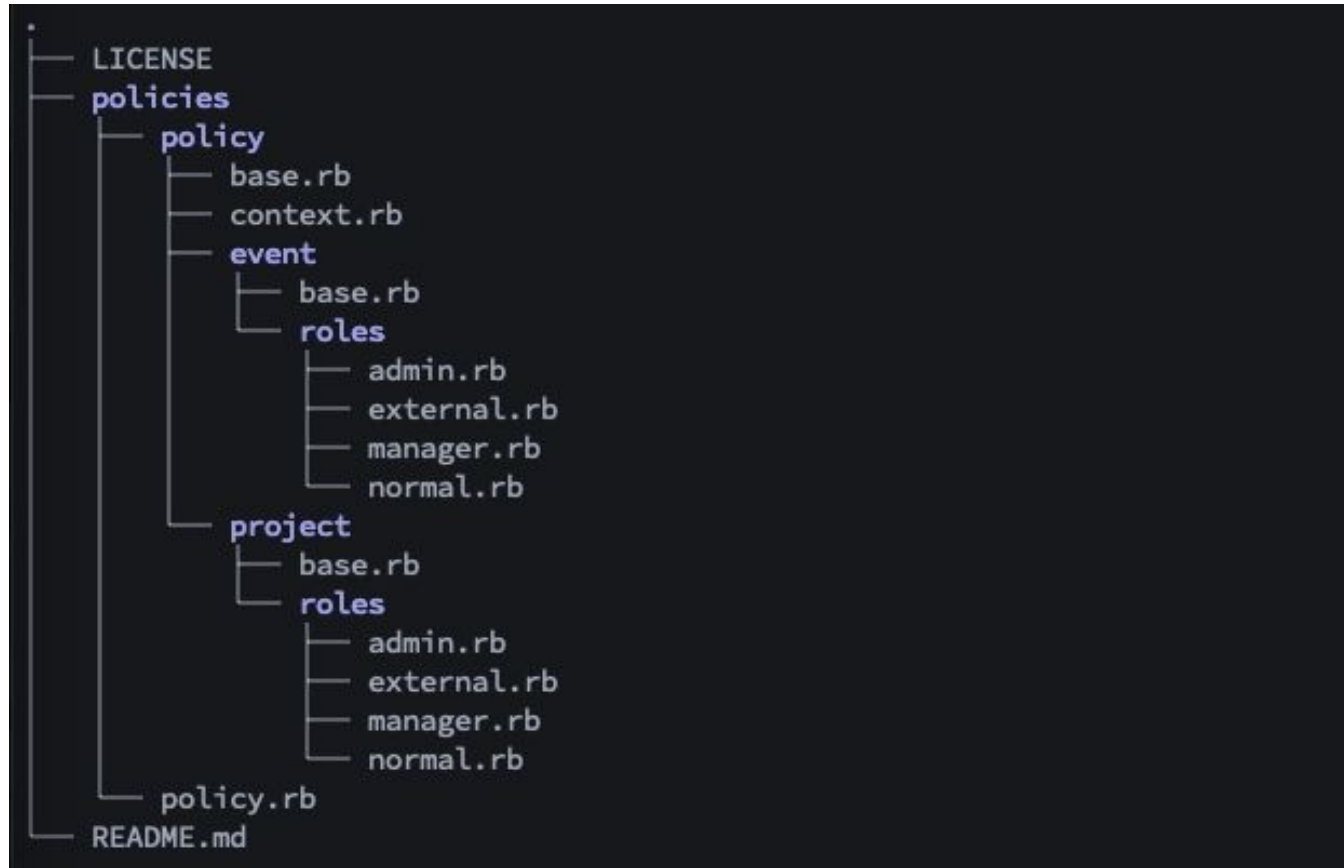 .
├── LICENSE
├── policies
│   ├── policy
│   │   ├── base.rb
│   │   ├── context.rb
│   │   ├── event
│   │   │   ├── base.rb
│   │   │   └── roles
│   │   │       ├── admin.rb
│   │   │       ├── external.rb
│   │   │       ├── manager.rb
│   │   │       └── normal.rb
│   │   └── project
│   │       ├── base.rb
│   │       └── roles
│   │           ├── admin.rb
│   │           ├── external.rb
│   │           ├── manager.rb
│   │           └── normal.rb
│   └── policy.rb
└── README.md